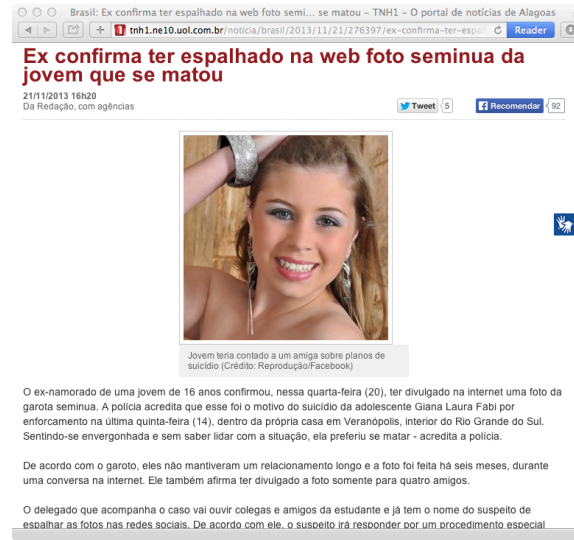 Brasil: Ex confirma ter espalhado na web foto semi... se matou – TNH1 – O portal de notícias de Alagoas
tnh1.ne10.uol.com.br/noticia/brasil/2013/11/21/276397/ex-confirma-ter-espal
Reader
Ex confirma ter espalhado na web foto seminua da
jovem que se matou
21/11/2013 16h20
Da Redação, com agências
Tweet 5
Recomendar 92
Jovem teria contado a um amiga sobre planos de
suicídio (Crédito: Reprodução/Facebook)
O ex-namorado de uma jovem de 16 anos confirmou, nessa quarta-feira (20), ter divulgado na internet uma foto da
garota seminua. A polícia acredita que esse foi o motivo do suicídio da adolescente Giana Laura Fabi por
enforcamento na última quinta-feira (14), dentro da própria casa em Veranópolis, interior do Rio Grande do Sul.
Sentindo-se envergonhada e sem saber lidar com a situação, ela preferiu se matar - acredita a polícia.
De acordo com o garoto, eles não mantiveram um relacionamento longo e a foto foi feita há seis meses, durante
uma conversa na internet. Ele também afirma ter divulgado a foto somente para quatro amigos.
O delegado que acompanha o caso vai ouvir colegas e amigos da estudante e já tem o nome do suspeito de
espalhar as fotos nas redes sociais. De acordo com ele, o suspeito irá responder por um procedimento especial